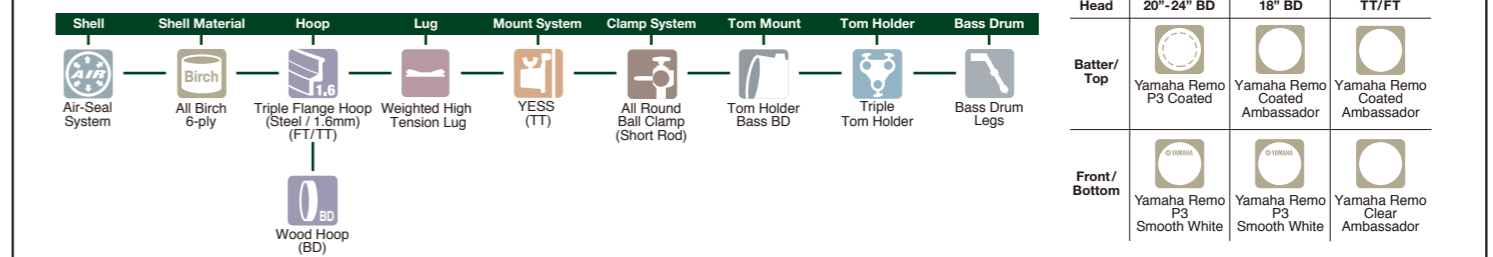 Shell Shell Material Hoop Lug Mount System Clamp System Tom Mount Tom Holder Bass Drum
AIR
Birch
1.6
Air-Seal
System
All Birch
6-ply
Triple Flange Hoop
(Steel / 1.6mm)
(FT/TT)
Weighted High
Tension Lug
YESS
(TT)
All Round
Ball Clamp
(Short Rod)
Tom Holder
Bass BD
Triple
Tom Holder
Bass Drum
Legs
BD
Wood Hoop
(BD)
Head 20"-24" BD 18" BD TT/FT
Batter/
Top
Yamaha Remo
P3 Coated
Yamaha Remo
Coated
Ambassador
Yamaha Remo
Coated
Ambassador
Front/
Bottom
YAMAHA
YAMAHA
Yamaha Remo
P3
Smooth White
Yamaha Remo
P3
Smooth White
Yamaha Remo
Clear
Ambassador